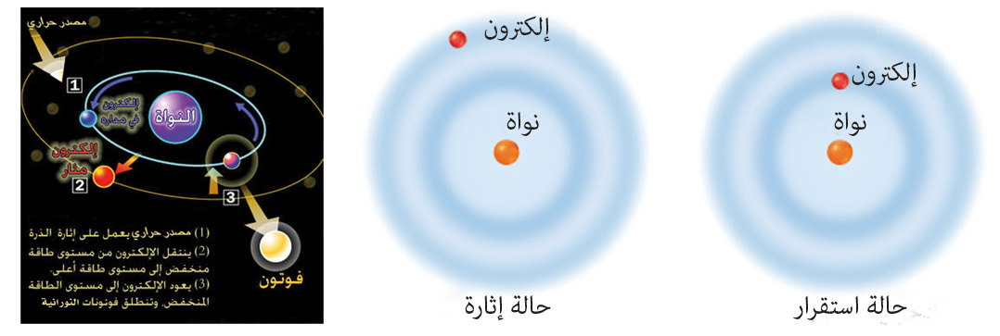 مصدر حراري
1
إلكترون
في مداره
النواة
إلكترون
مثار
2
3
فوتون
(1) مصدر حراري يعمل على إثارة الذرة
(2) ينتقل الإلكترون من مستوى طاقة
منخفض إلى مستوى طاقة أعلى.
(3) يعود الإلكترون إلى مستوى الطاقة
المنخفض، وتنطلق فوتونات النورانية
إلكترون
نواة
حالة إثارة
إلكترون
نواة
حالة استقرار